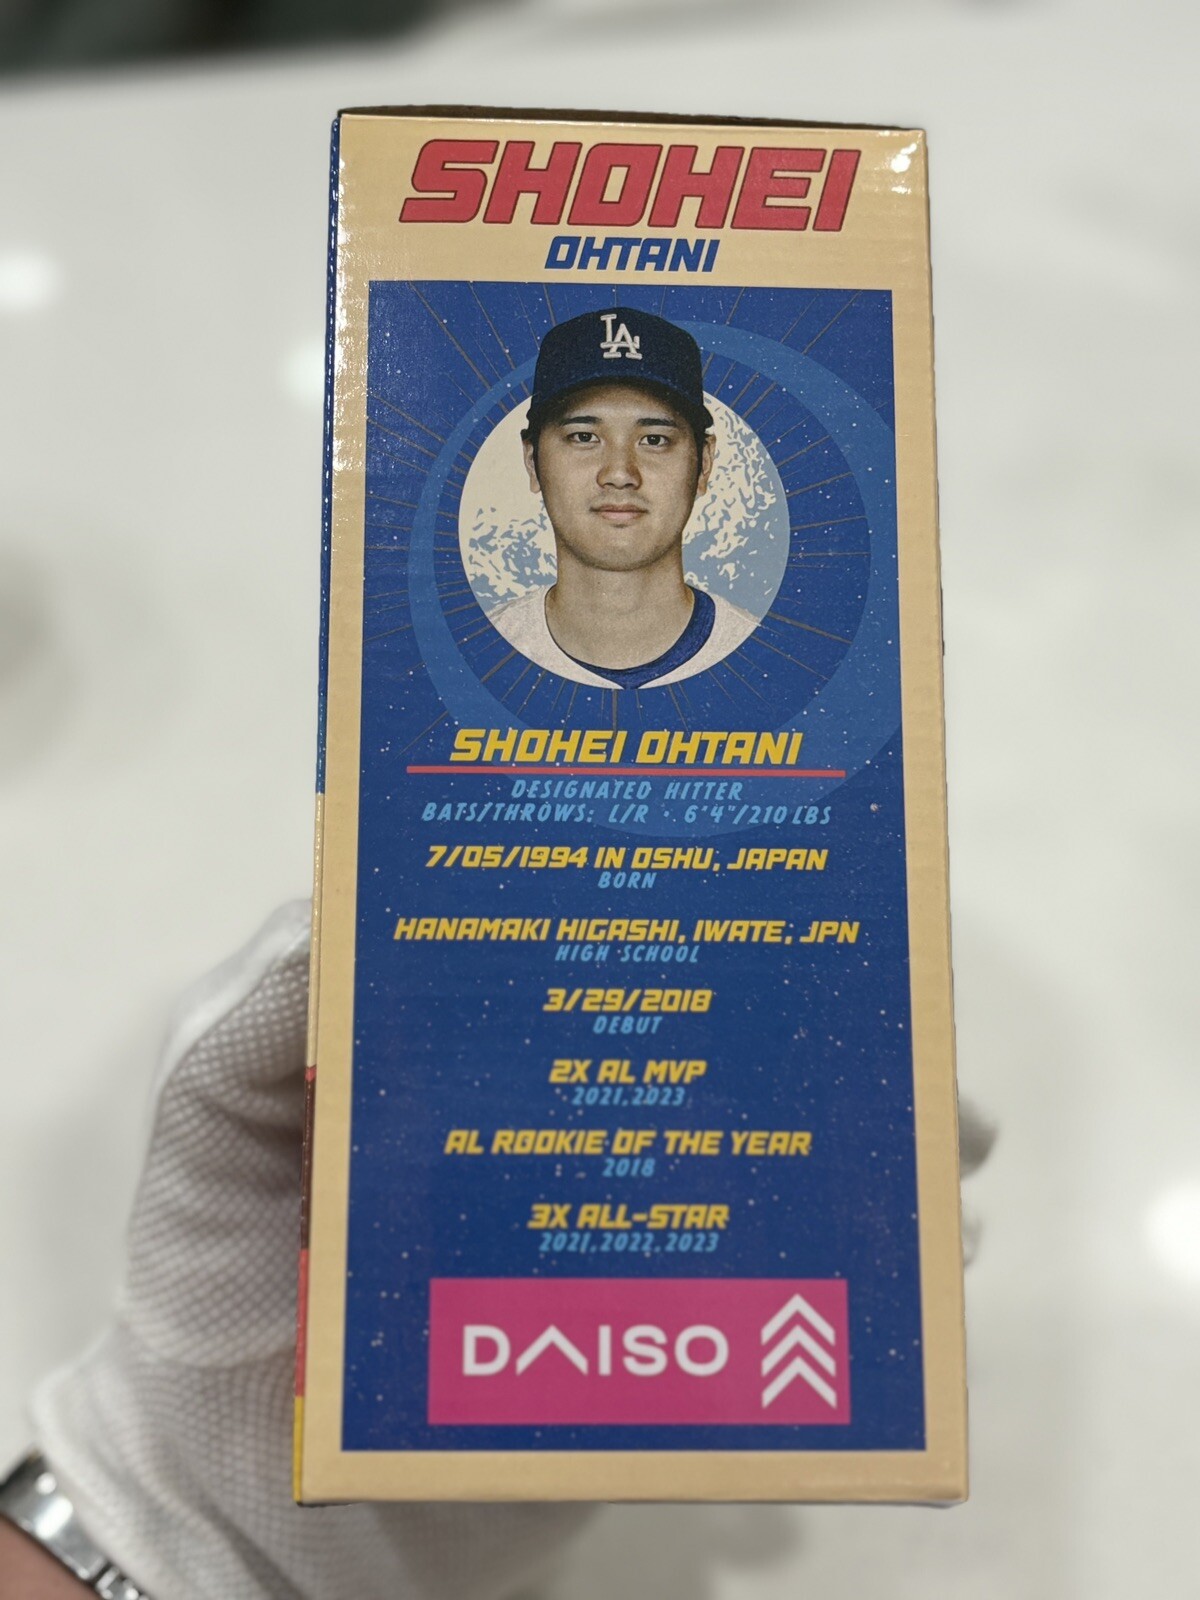 SHOHEI
OHTANI
LA
SHOHEI OHTANI
DESIGNATED HITTER
BATS/THROWS: L/R • 6'4"/210 LBS
7/05/1994 IN OSHU, JAPAN
BORN
HANAMAKI HIGASHI, IWATE, JPN
HIGH SCHOOL
3/29/2018
DEBUT
2X AL MVP
2021,2023
AL ROOKIE OF THE YEAR
2018
3X ALL-STAR
2021,2022,2023
DAISO